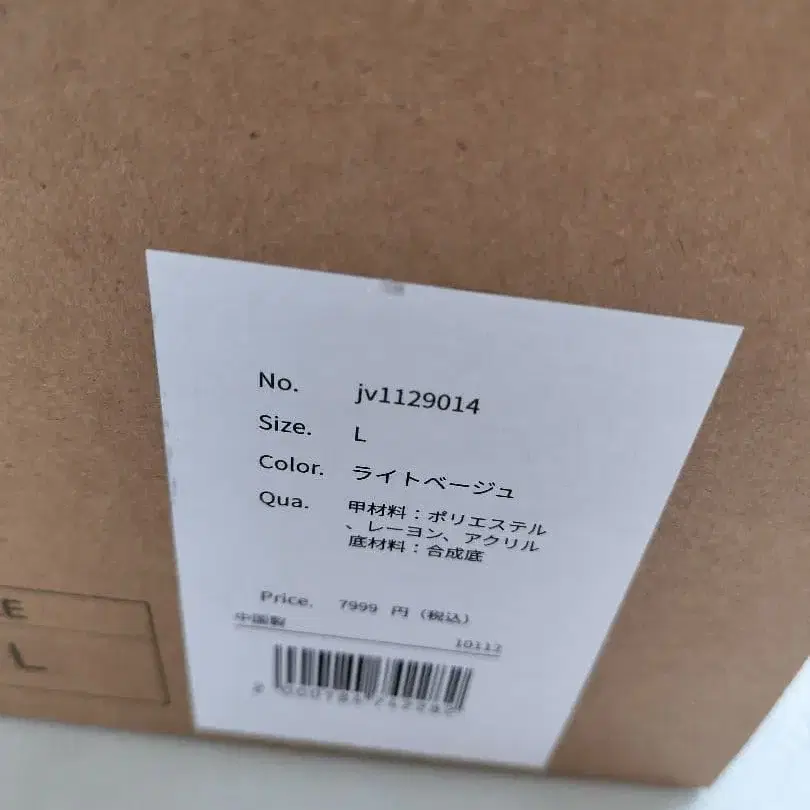 No. jv1129014
Size. L
Color. ライトベージュ
Qua. 甲材料：ポリエステル
、レーヨン、アクリル
底材料：合成底
Price. 7999 円（税込）
中国製 10112
E
L